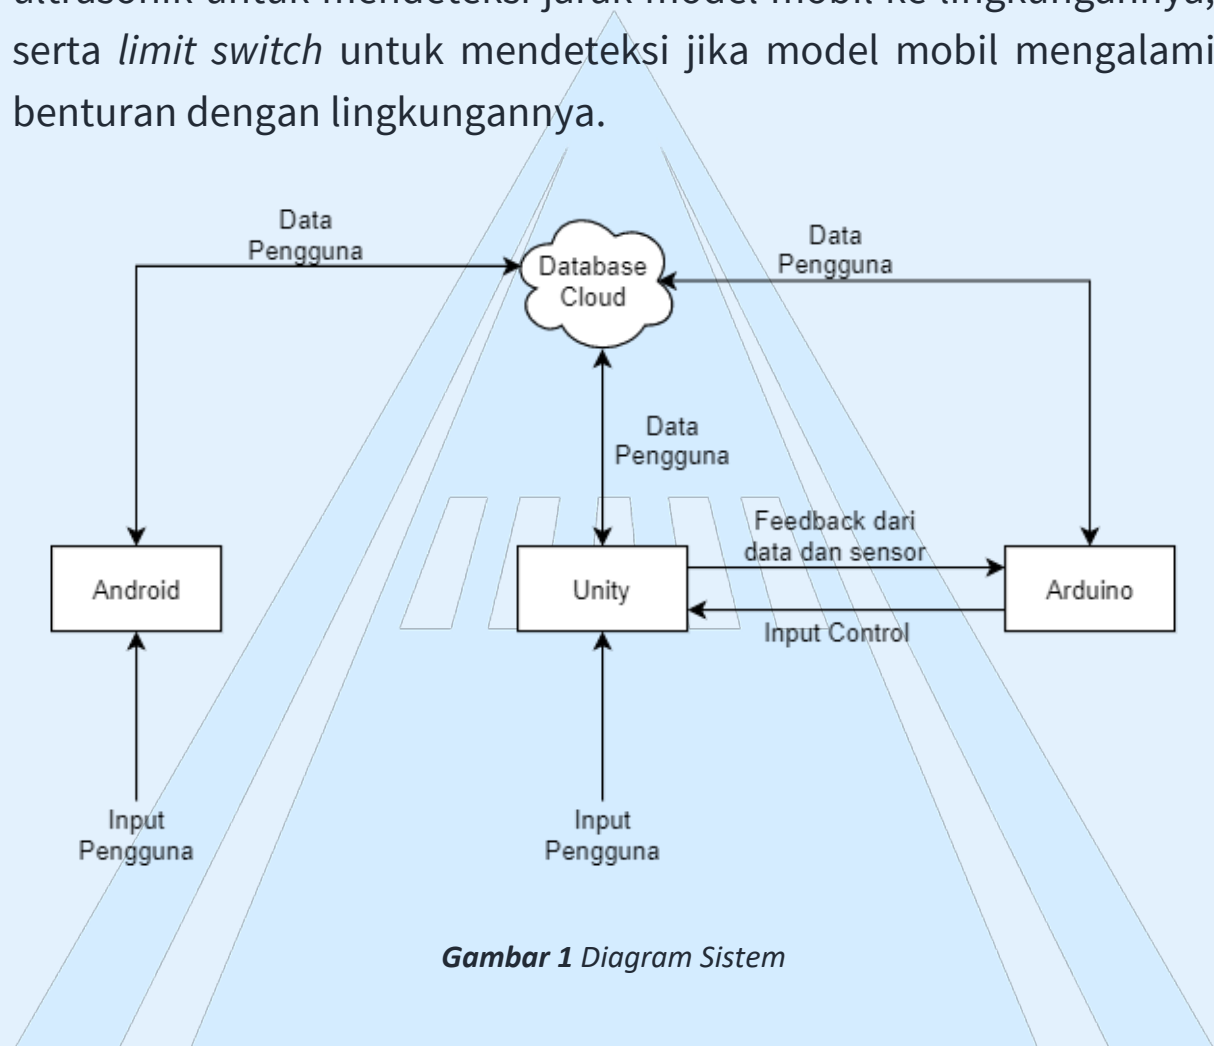 ultrasonik untuk mendeteksi jarak model mobil ke lingkungannya,
serta limit switch untuk mendeteksi jika model mobil mengalami
benturan dengan lingkungannya.
Data
Pengguna
Database
Cloud
Data
Pengguna
Data
Pengguna
Feedback dari
data dan sensor
Android
Unity
Arduino
Input Control
Input
Pengguna
Input
Pengguna
Gambar 1 Diagram Sistem